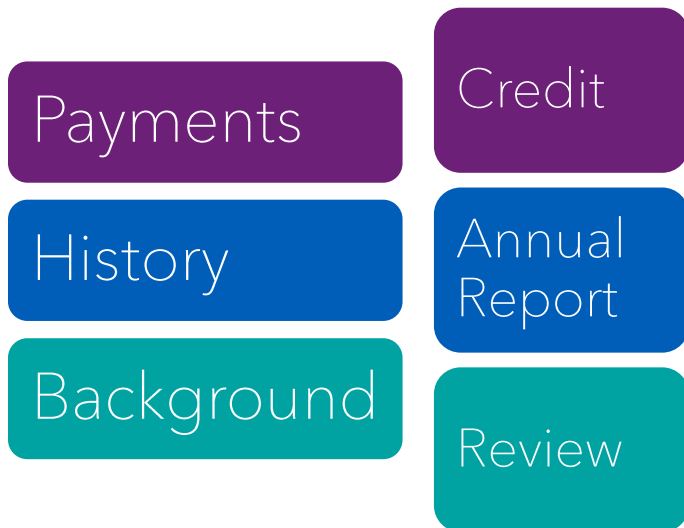 Payments
History
Background
Credit
Annual
Report
Review